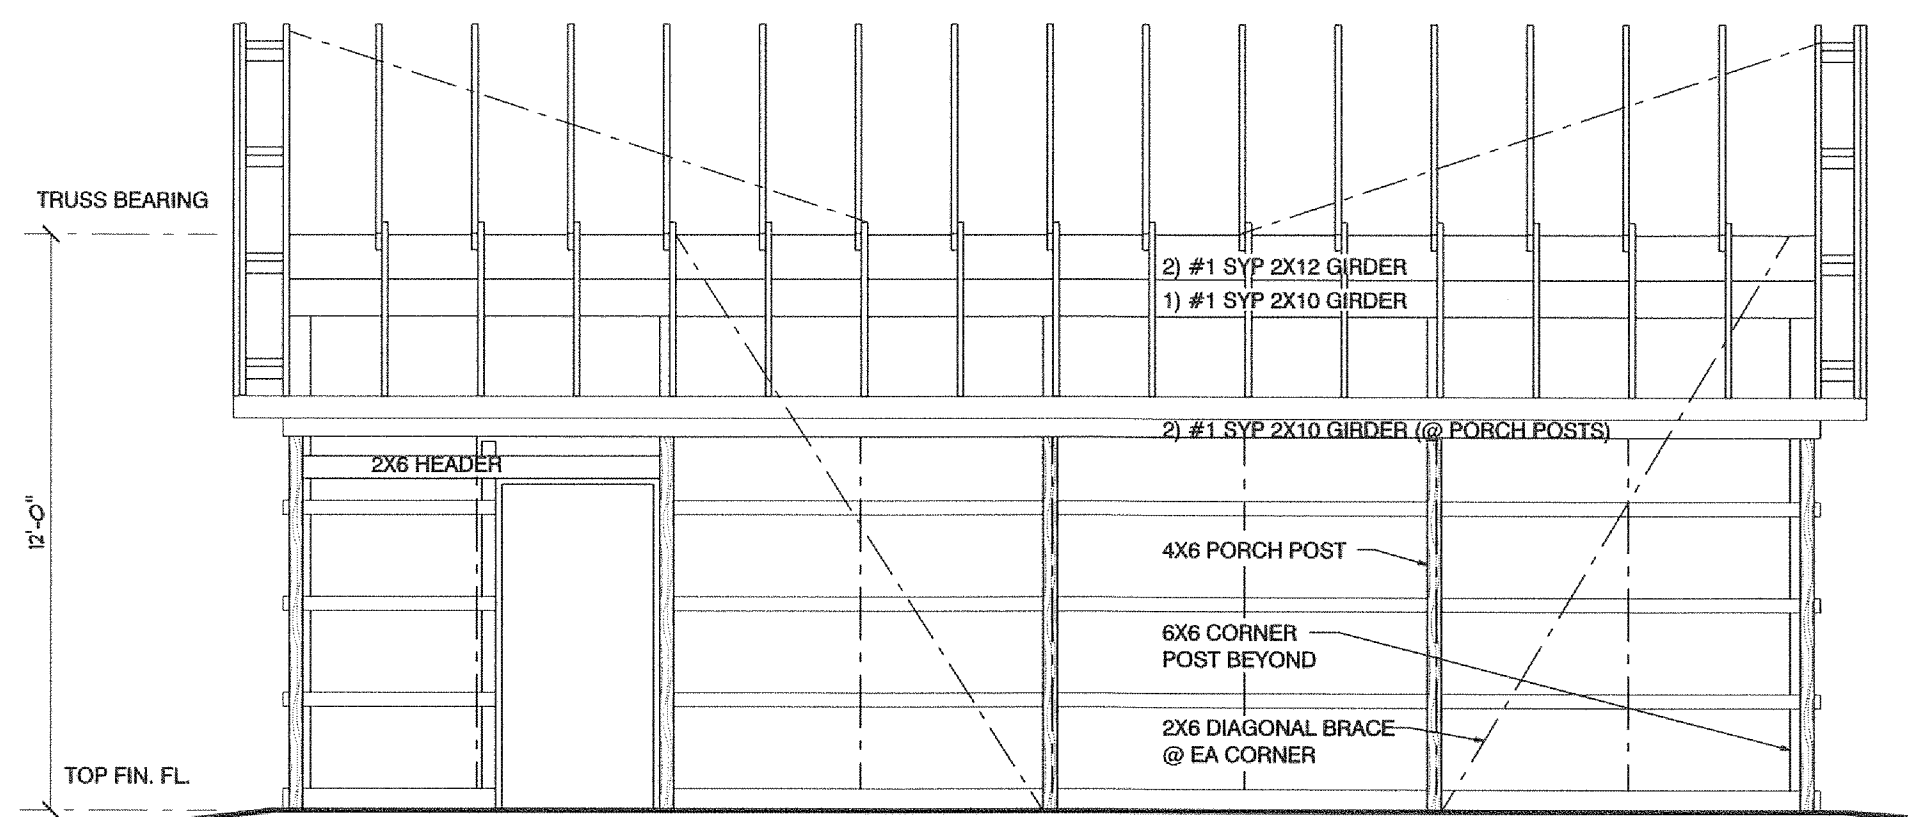 TRUSS BEARING
2) #1 SYP 2X12 GIRDER
1) #1 SYP 2X10 GIRDER
2) #1 SYP 2X10 GIRDER (@ PORCH POSTS)
2X6 HEADER
12'-0"
4X6 PORCH POST
6X6 CORNER
POST BEYOND
2X6 DIAGONAL BRACE
@ EA CORNER
TOP FIN. FL.